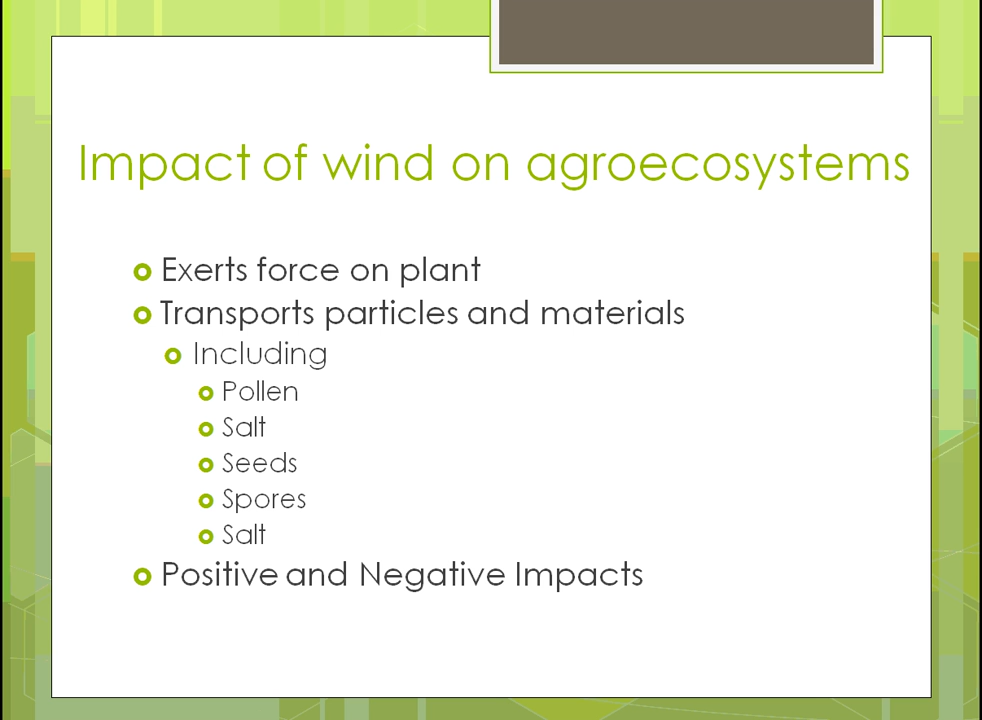 Impact of wind on agroecosystems
Exerts force on plant
Transports particles and materials
Including
Pollen
Salt
Seeds
Spores
Salt
Positive and Negative Impacts